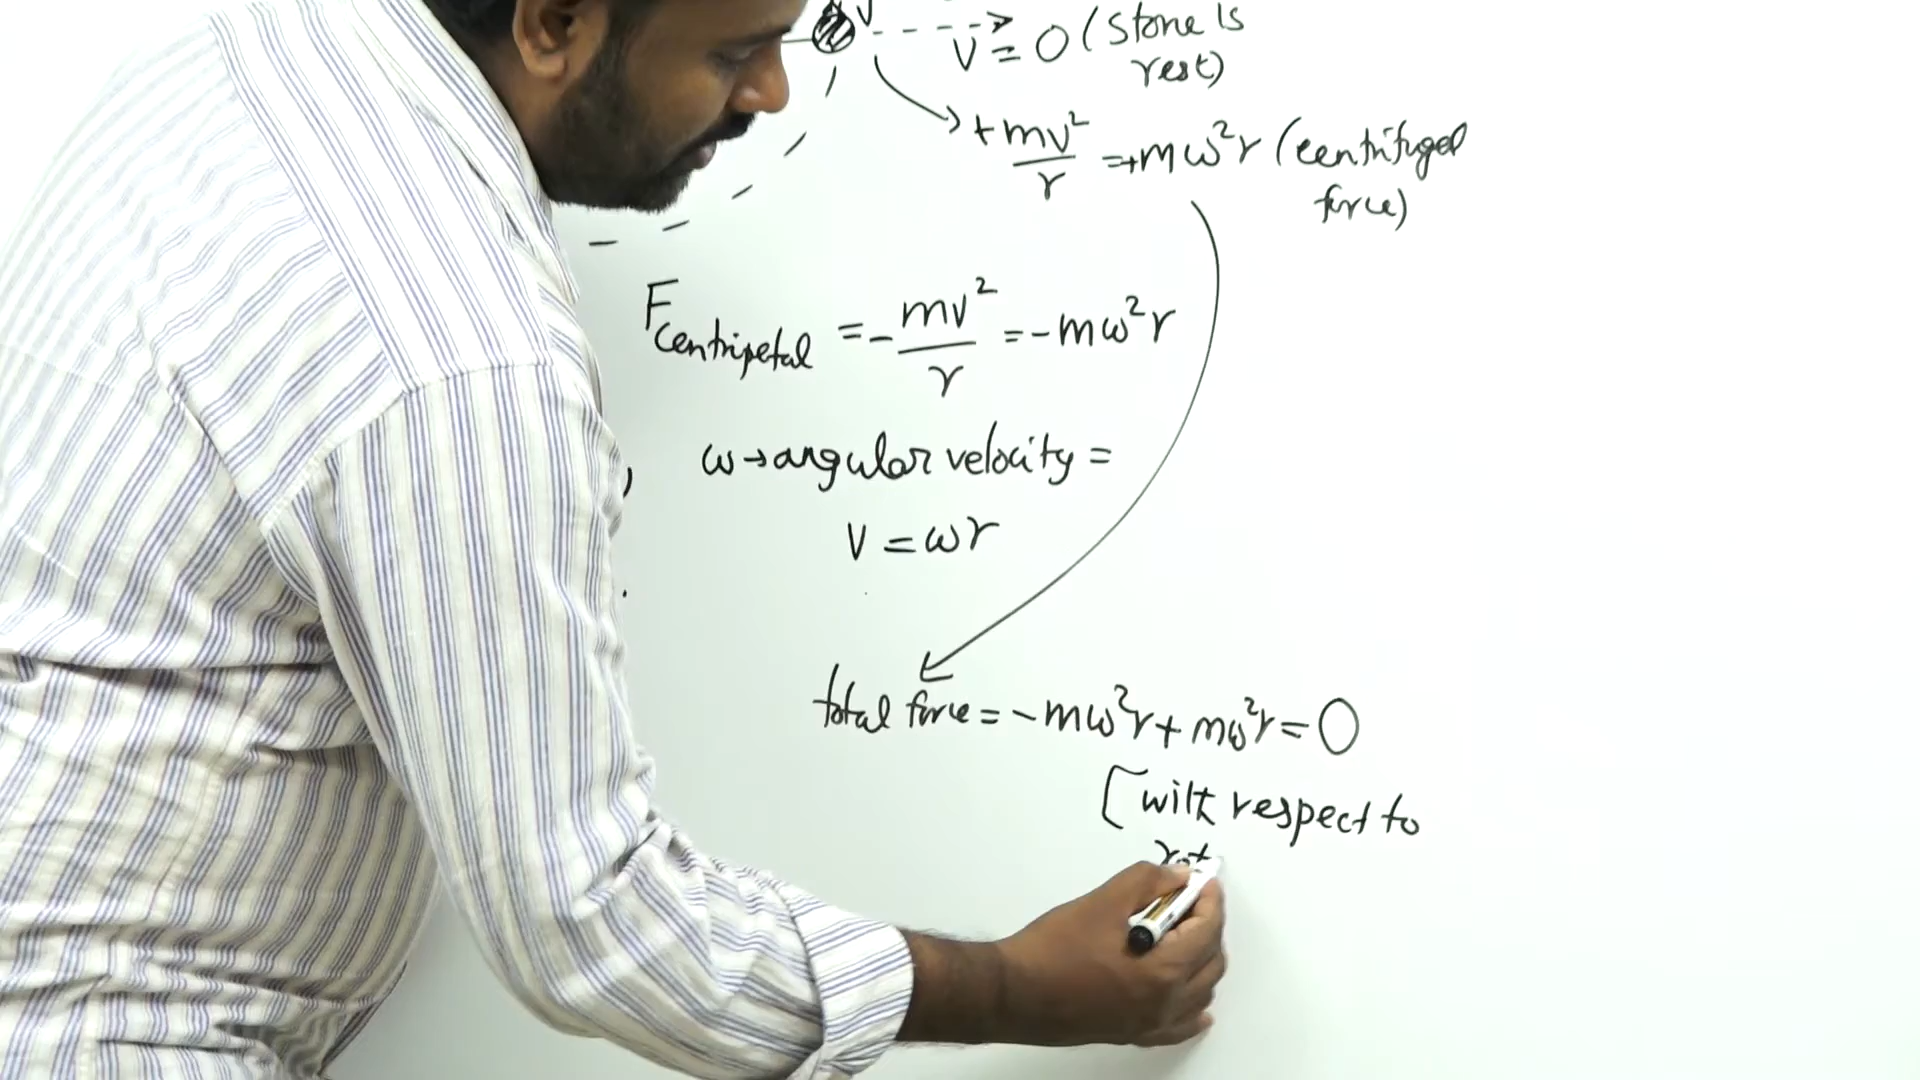 V
V = 0 (Stone is
rest)
+ mv²/r = + mω²r (centrifugal
force)
F centripetal = - mv²/r = - mω²r
ω → angular velocity =
V = ωr
total force = - mω²r + mω²r = 0
[with respect to
rot